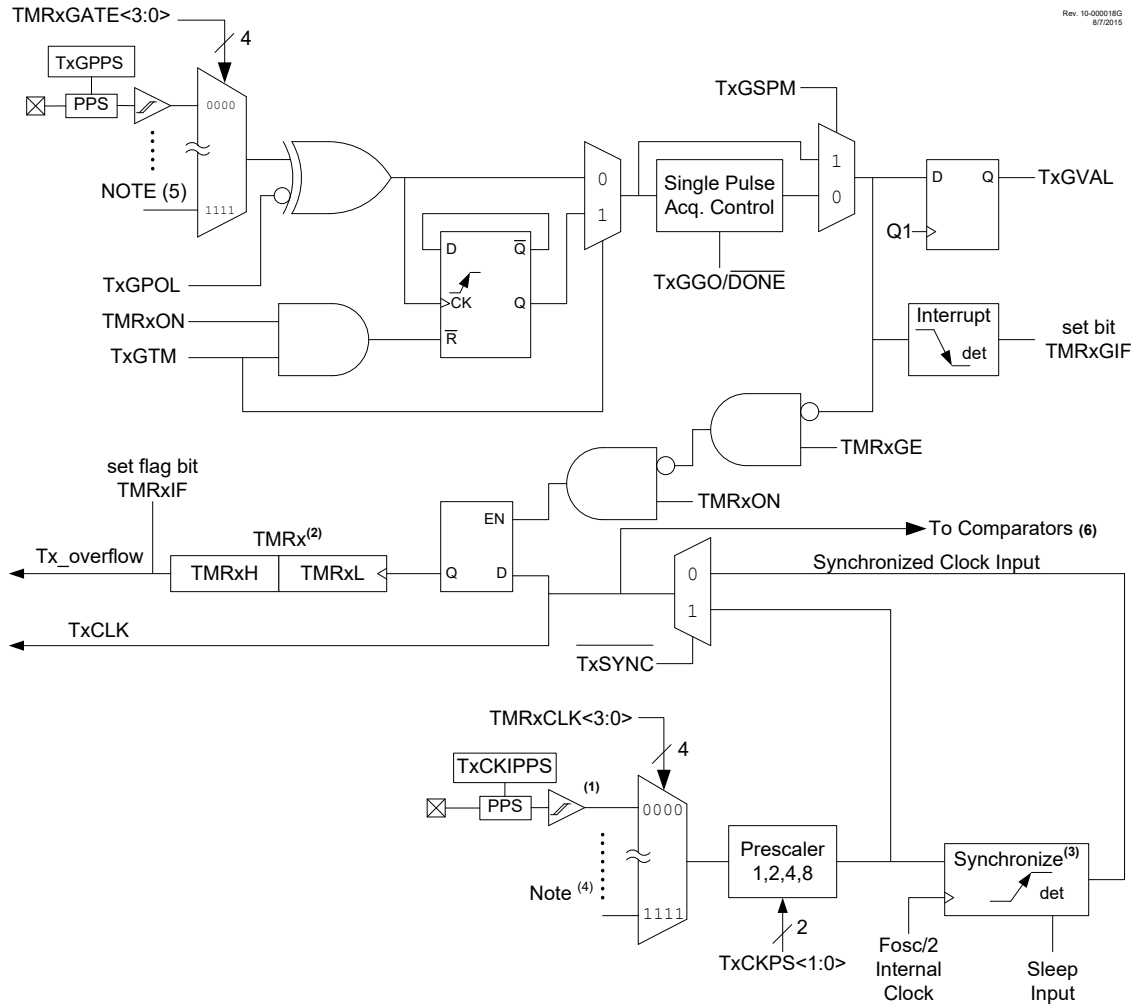 Rev. 10-000018G
8/7/2015
TMRxGATE<3:0>
4
TxGPPS
PPS
0000
NOTE (5)
1111
TxGPOL
TMRxON
TxGTM
D
Q
CK
Q
R
0
1
Single Pulse
Acq. Control
TxGGO/DONE
TxGSPM
1
0
D
Q
Q1
TxGVAL
Interrupt
det
set bit
TMRxGIF
TMRxGE
TMRxON
set flag bit
TMRxIF
Tx_overflow
TMRx(2)
TMRxH
TMRxL
EN
Q
D
To Comparators (6)
0
1
Synchronized Clock Input
TxCLK
TxSYNC
TMRxCLK<3:0>
4
TxCKIPPS
PPS
(1)
0000
Note (4)
1111
Prescaler
1,2,4,8
2
TxCKPS<1:0>
Synchronize(3)
det
Fosc/2
Internal
Clock
Sleep
Input